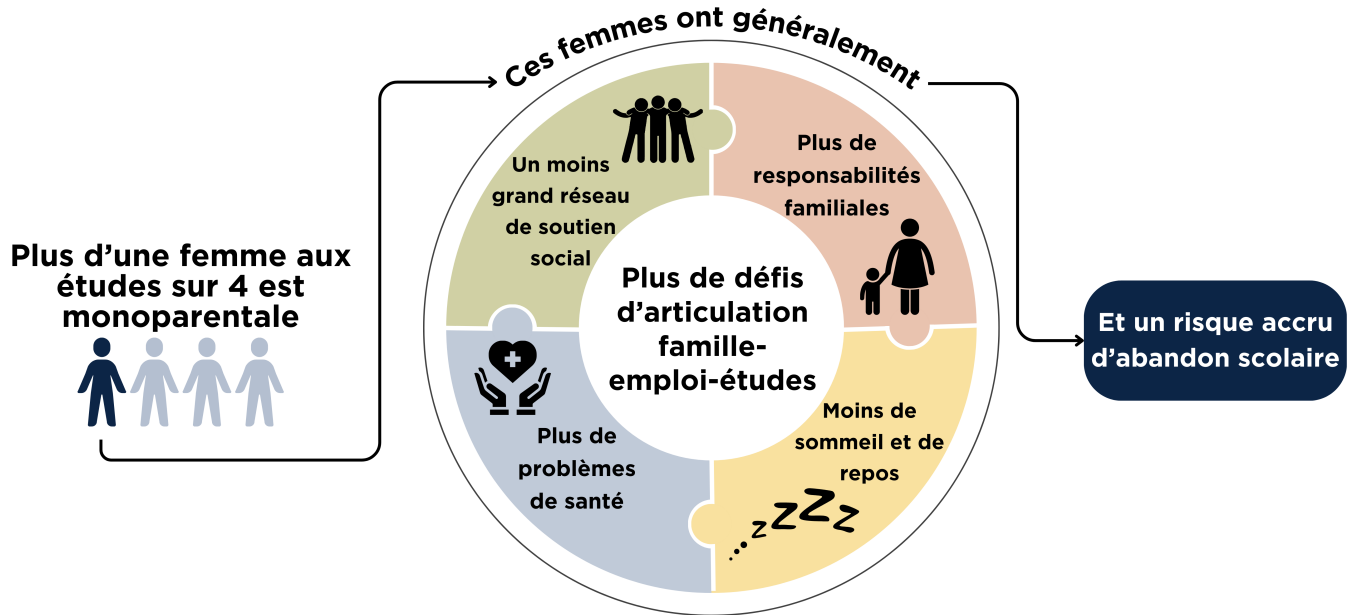 Plus d’une femme aux
études sur 4 est
monoparentale
Ces femmes ont généralement
Un moins
grand réseau
de soutien
social
Plus de
responsabilités
familiales
Plus de défis
d’articulation
famille-
emploi-études
Plus de
problèmes
de santé
Moins de
sommeil et de
repos
zzZz
Et un risque accru
d’abandon scolaire